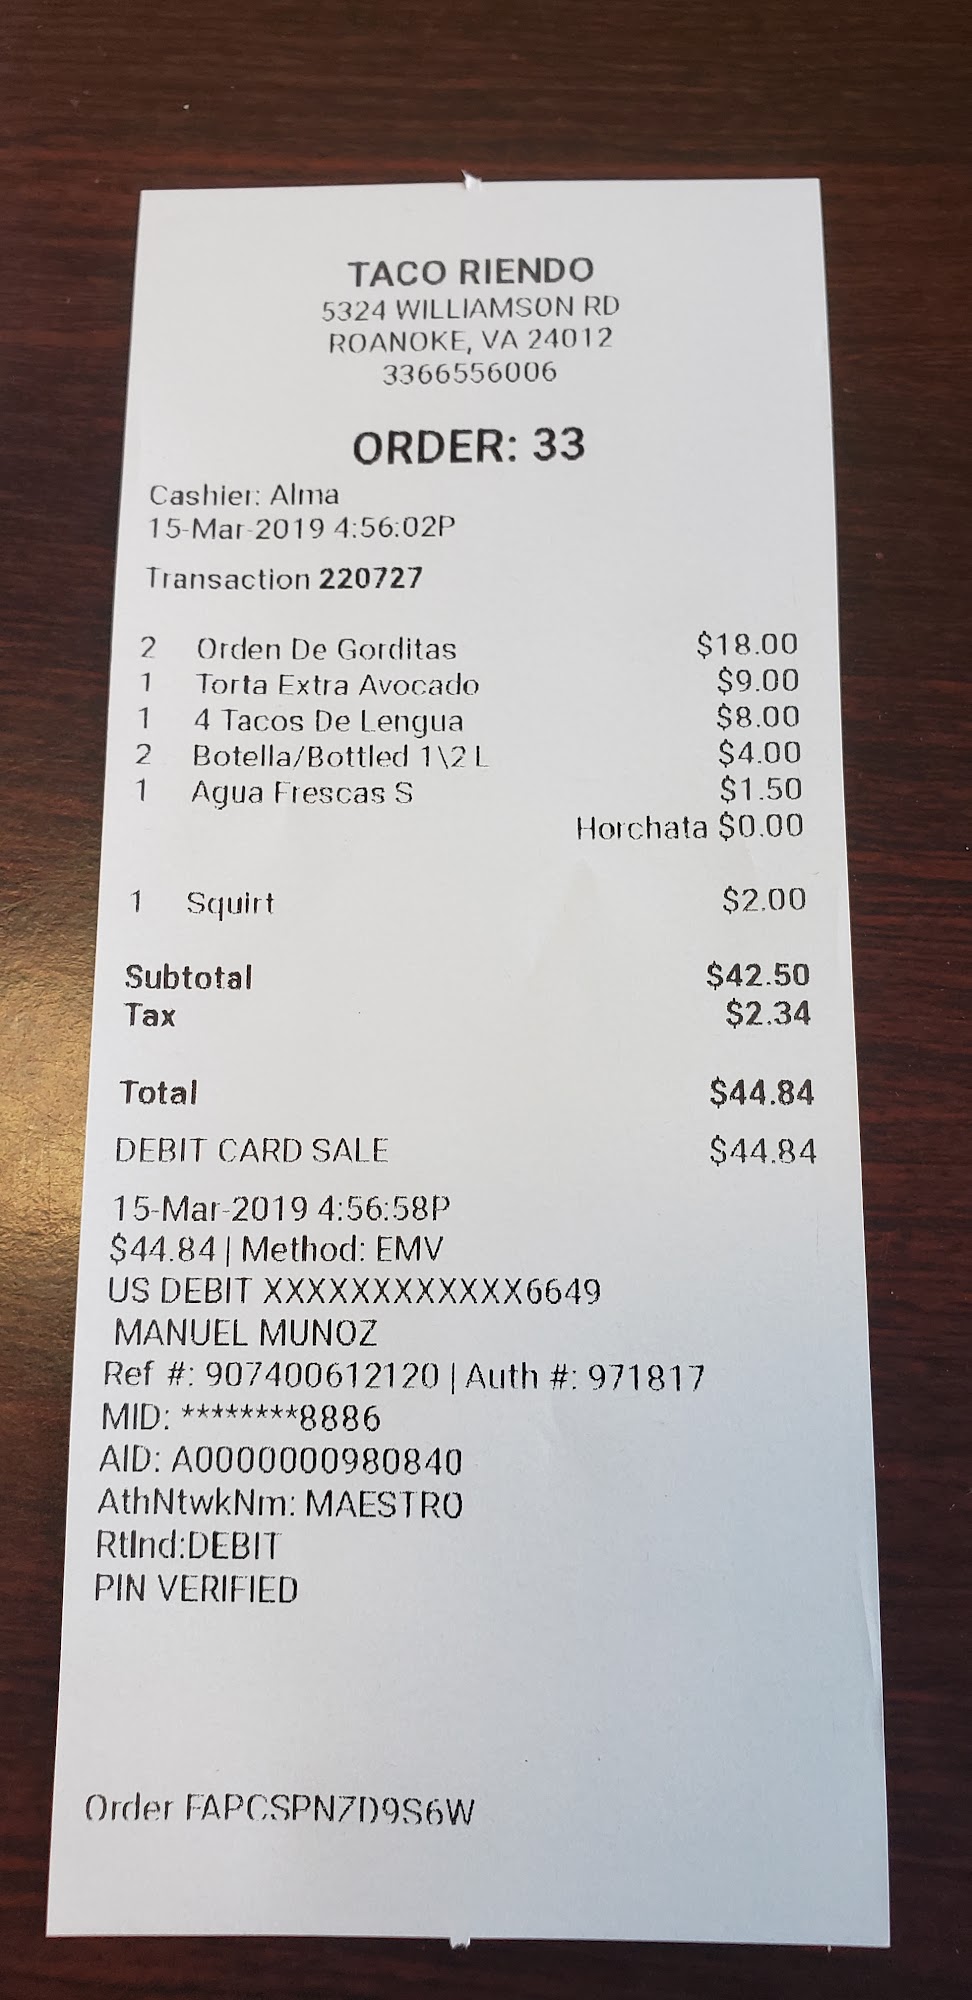 TACO RIENDO
5324 WILLIAMSON RD
ROANOKE, VA 24012
3366556006
ORDER: 33
Cashier: Alma
15-Mar-2019 4:56:02P
Transaction 220727
2 Orden De Gorditas $18.00
1 Torta Extra Avocado $9.00
1 4 Tacos De Lengua $8.00
2 Botella/Bottled 1\2 L $4.00
1 Agua Frescas S $1.50
Horchata $0.00
1 Squirt $2.00
Subtotal $42.50
Tax $2.34
Total $44.84
DEBIT CARD SALE $44.84
15-Mar-2019 4:56:58P
$44.84 | Method: EMV
US DEBIT XXXXXXXXXXXX6649
MANUEL MUNOZ
Ref #: 907400612120 | Auth #: 971817
MID: ********8886
AID: A0000000980840
AthNtwkNm: MAESTRO
RtInd:DEBIT
PIN VERIFIED
Order FAPCSPN7D9S6W